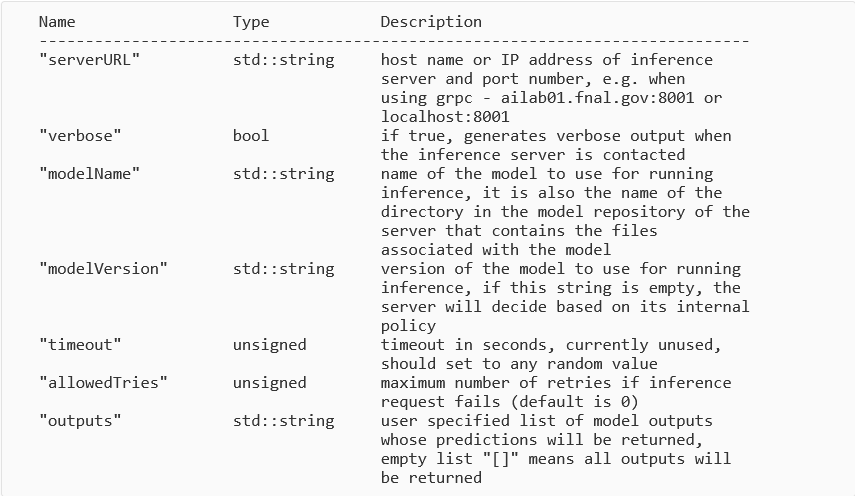 Name Type Description
---------------------------------------------------------------------------
"serverURL" std::string host name or IP address of inference
server and port number, e.g. when
using grpc - ailab01.fnal.gov:8001 or
localhost:8001
"verbose" bool if true, generates verbose output when
the inference server is contacted
"modelName" std::string name of the model to use for running
inference, it is also the name of the
directory in the model repository of the
server that contains the files
associated with the model
"modelVersion" std::string version of the model to use for running
inference, if this string is empty, the
server will decide based on its internal
policy
"timeout" unsigned timeout in seconds, currently unused,
should set to any random value
"allowedTries" unsigned maximum number of retries if inference
request fails (default is 0)
"outputs" std::string user specified list of model outputs
whose predictions will be returned,
empty list "[]" means all outputs will
be returned